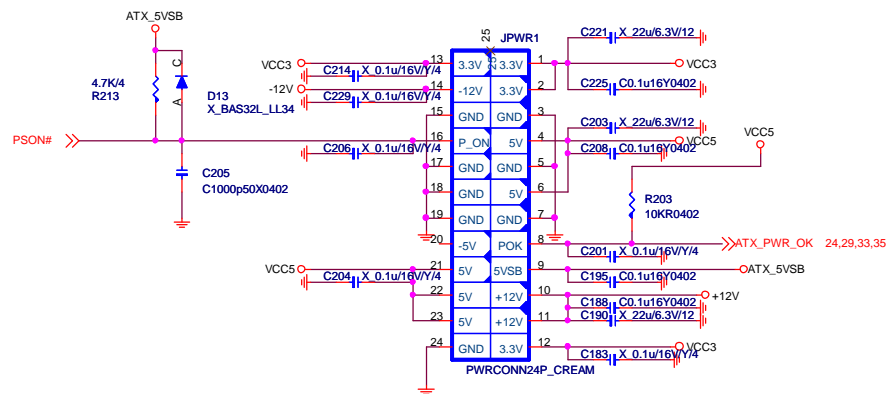 ATX_5VSB
4.7K/4
R213
C
A
D13
X_BAS32L_LL34
PSON#
C205
C1000p50X0402
VCC3
C214 X_0.1u/16V/Y/4
-12V
C229 X_0.1u/16V/Y/4
C206 X_0.1u/16V/Y/4
VCC5
C204 X_0.1u/16V/Y/4
25
25
JPWR1
13 3.3V 3.3V 1
14 -12V 3.3V 2
15 GND GND 3
16 P_ON 5V 4
17 GND GND 5
18 GND 5V 6
19 GND GND 7
20 -5V POK 8
21 5V 5VSB 9
22 5V +12V 10
23 5V +12V 11
24 GND 3.3V 12
PWRCONN24P_CREAM
C221 X_22u/6.3V/12
VCC3
C225 C0.1u16Y0402
C203 X_22u/6.3V/12
VCC5
C208 C0.1u16Y0402
VCC5
R203
10KR0402
ATX_PWR_OK 24,29,33,35
C201 X_0.1u/16V/Y/4
ATX_5VSB
C195 C0.1u16Y0402
+12V
C188 C0.1u16Y0402
C190 X_22u/6.3V/12
VCC3
C183 X_0.1u/16V/Y/4